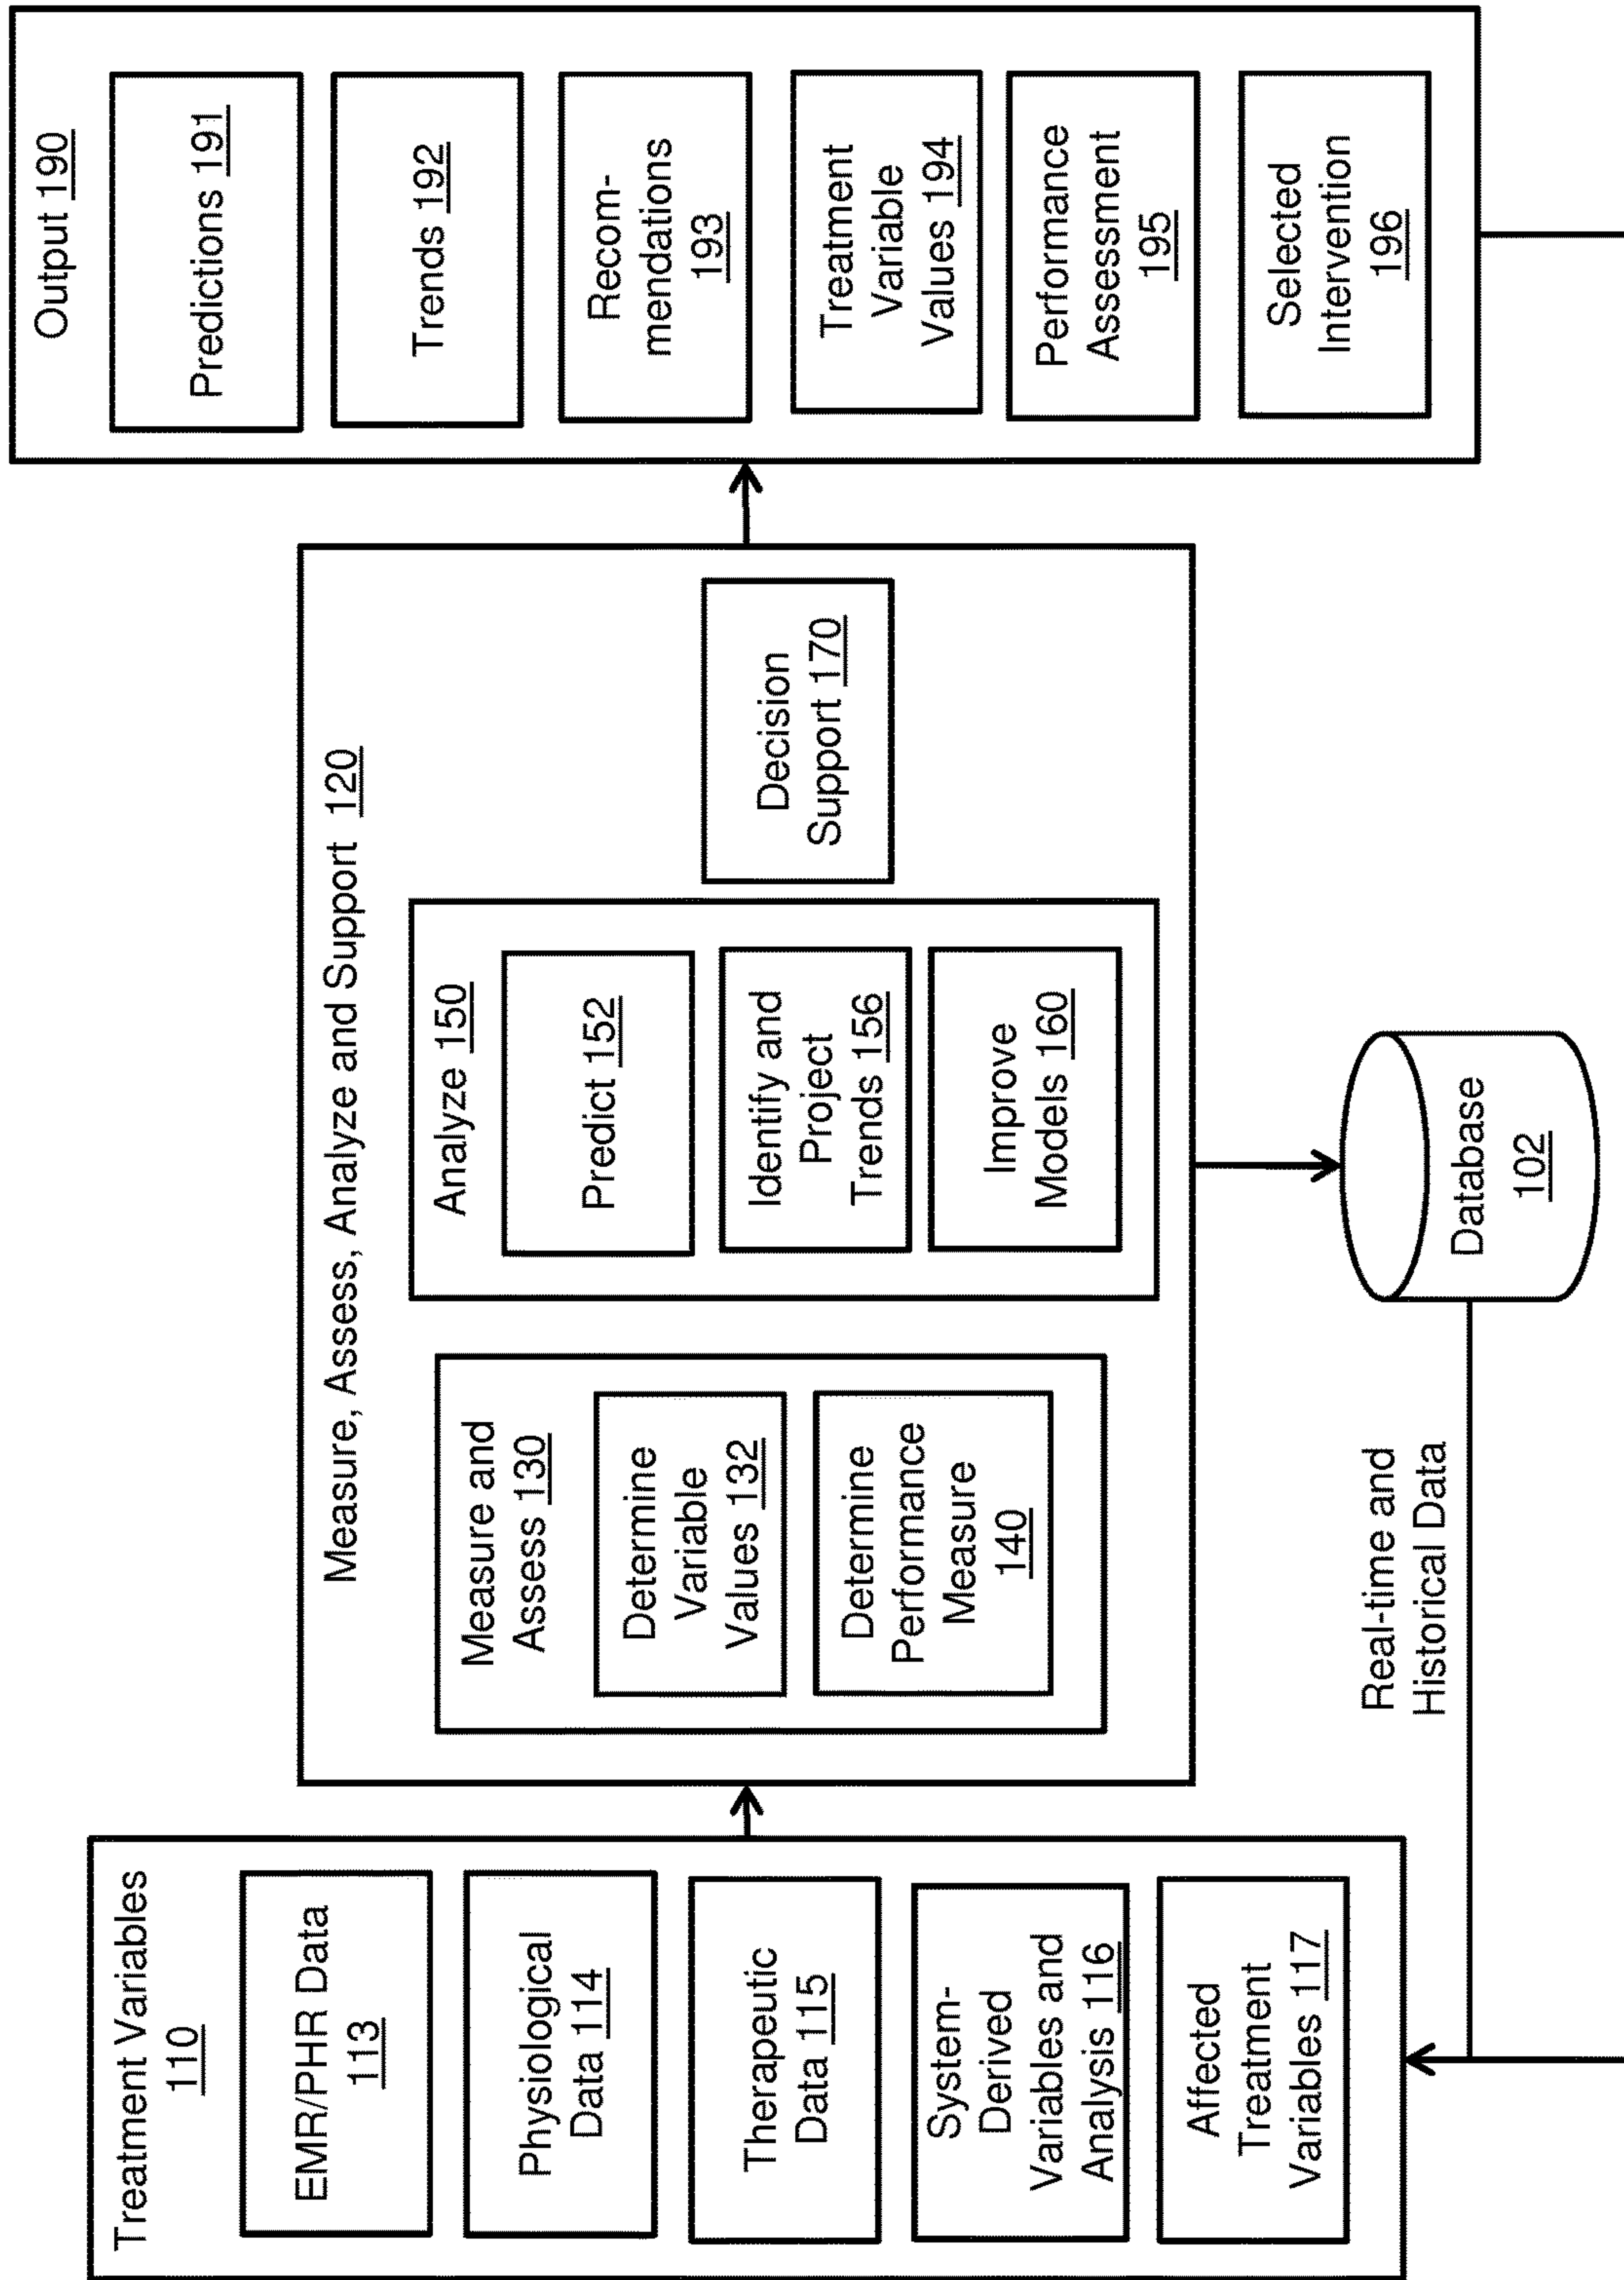 Treatment Variables
110
EMR/PHR Data
113
Physiological
Data 114
Therapeutic
Data 115
System-
Derived
Variables and
Analysis 116
Affected
Treatment
Variables 117
Measure, Assess, Analyze and Support 120
Measure and
Assess 130
Determine
Variable
Values 132
Determine
Performance
Measure
140
Analyze 150
Predict 152
Identify and
Project
Trends 156
Improve
Models 160
Decision
Support 170
Real-time and
Historical Data
Database
102
Output 190
Predictions 191
Trends 192
Recom-
mendations
193
Treatment
Variable
Values 194
Performance
Assessment
195
Selected
Intervention
196